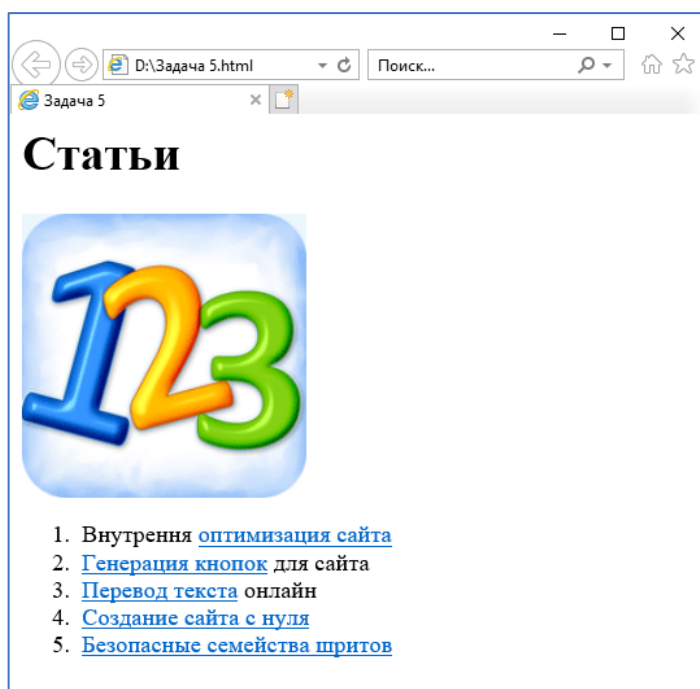 D:\Задача 5.html
Поиск...
Задача 5
Статьи
123
1. Внутрення оптимизация сайта
2. Генерация кнопок для сайта
3. Перевод текста онлайн
4. Создание сайта с нуля
5. Безопасные семейства шритов